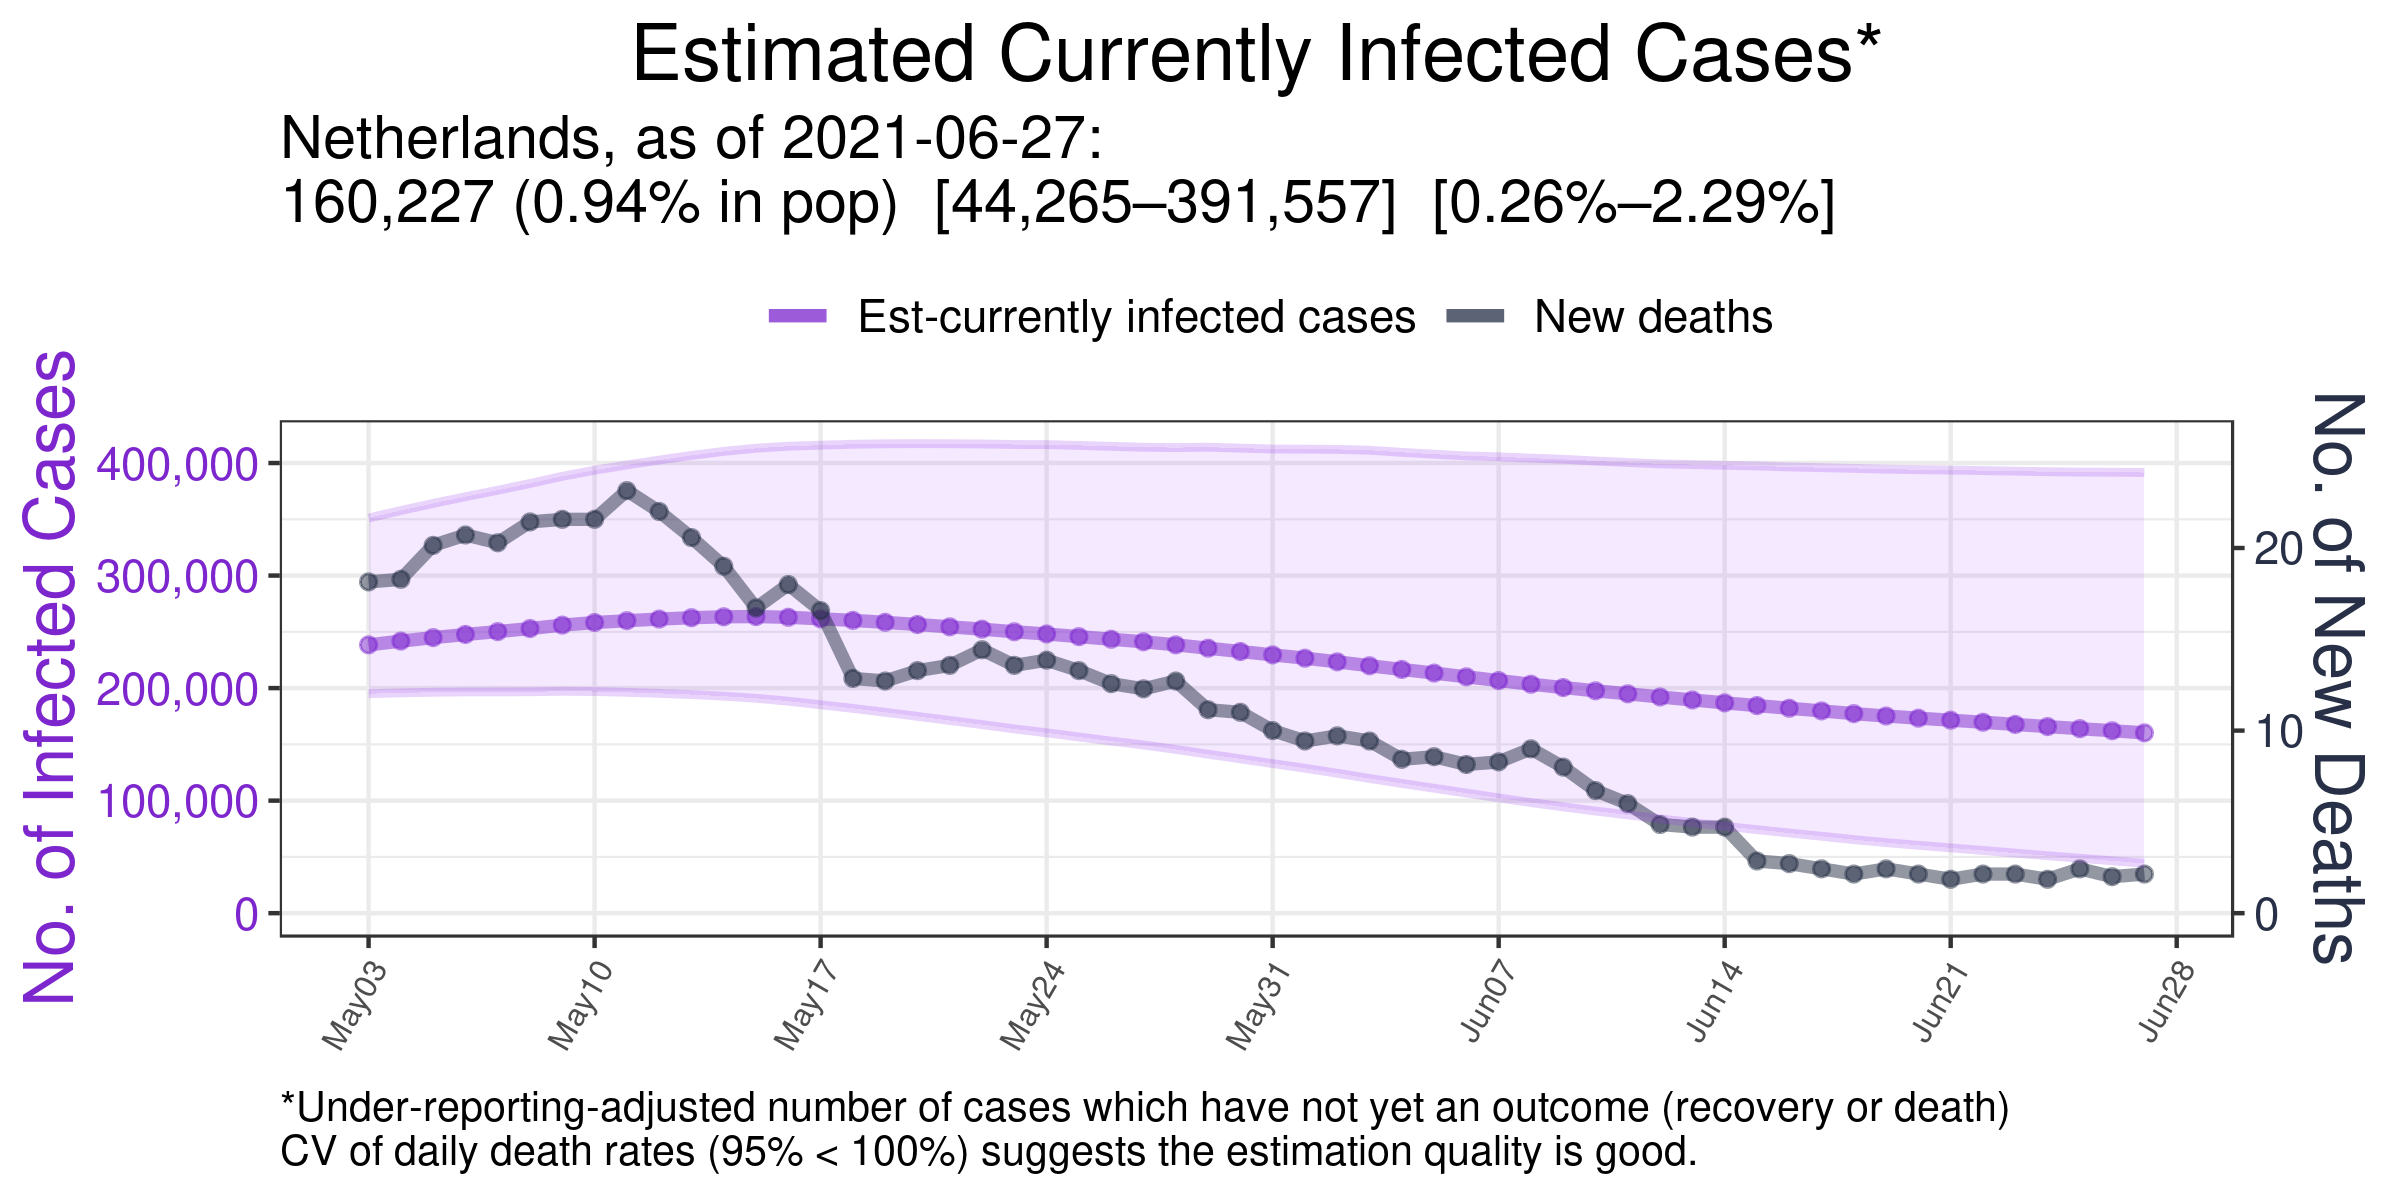 Estimated Currently Infected Cases*
Netherlands, as of 2021-06-27:
160,227 (0.94% in pop)  [44,265–391,557]  [0.26%–2.29%]
Est-currently infected cases
New deaths
No. of Infected Cases
400,000
300,000
200,000
100,000
0
20
10
0
No. of New Deaths
May03
May10
May17
May24
May31
Jun07
Jun14
Jun21
Jun28
*Under-reporting-adjusted number of cases which have not yet an outcome (recovery or death)
CV of daily death rates (95% < 100%) suggests the estimation quality is good.